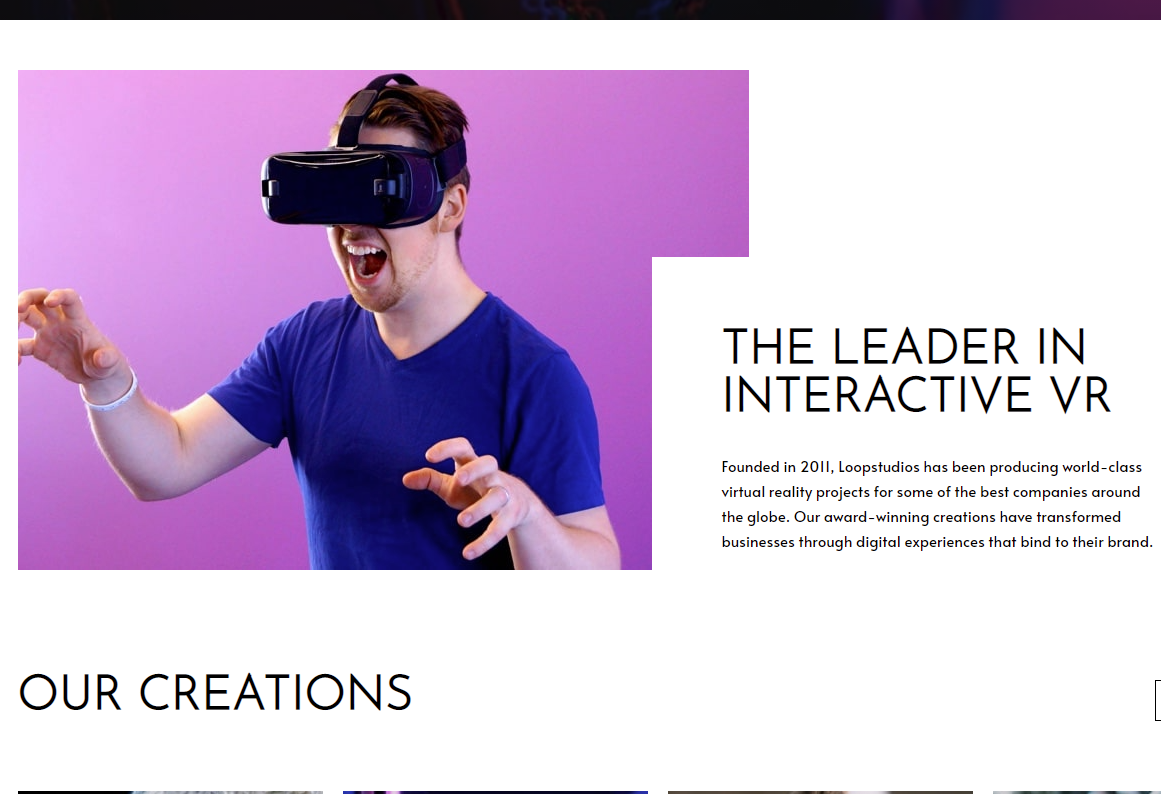 THE LEADER IN
INTERACTIVE VR
Founded in 2011, Loopstudios has been producing world-class
virtual reality projects for some of the best companies around
the globe. Our award-winning creations have transformed
businesses through digital experiences that bind to their brand.
OUR CREATIONS